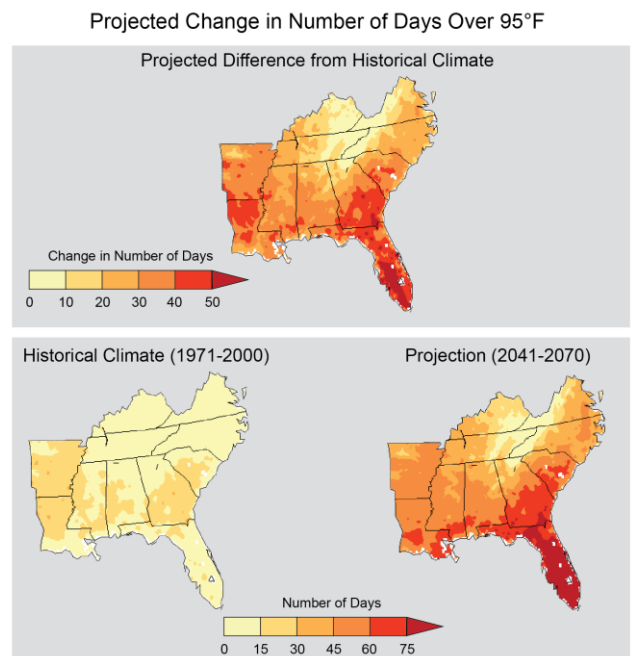 Projected Change in Number of Days Over 95°F
Projected Difference from Historical Climate
Change in Number of Days
0 10 20 30 40 50
Historical Climate (1971-2000)
Projection (2041-2070)
Number of Days
0 15 30 45 60 75